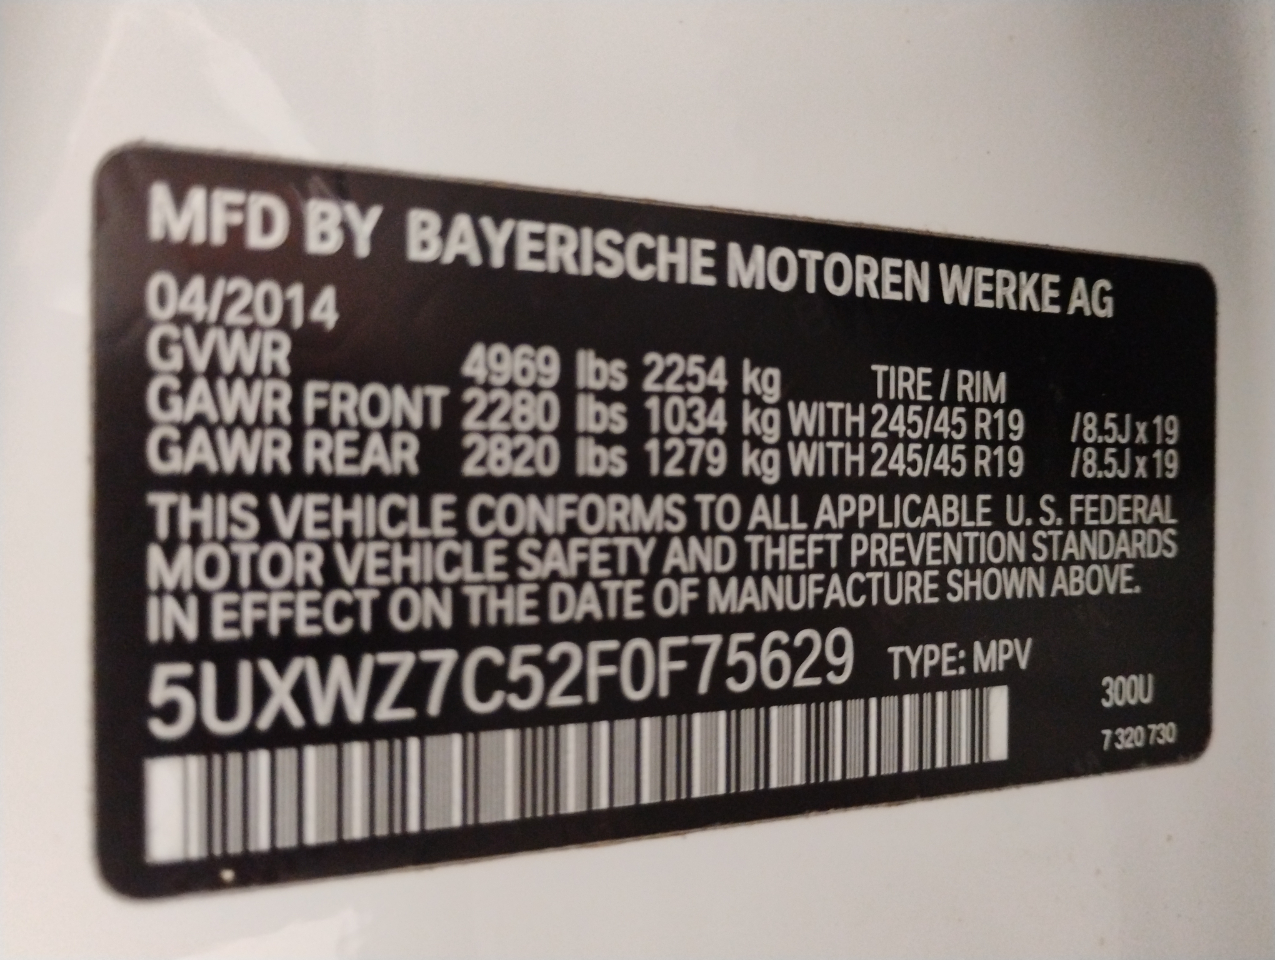 MFD BY BAYERISCHE MOTOREN WERKE AG
04/2014
GVWR 4969 lbs 2254 kg TIRE / RIM
GAWR FRONT 2280 lbs 1034 kg WITH 245/45 R19 /8.5J x 19
GAWR REAR 2820 lbs 1279 kg WITH 245/45 R19 /8.5J x 19
THIS VEHICLE CONFORMS TO ALL APPLICABLE U. S. FEDERAL
MOTOR VEHICLE SAFETY AND THEFT PREVENTION STANDARDS
IN EFFECT ON THE DATE OF MANUFACTURE SHOWN ABOVE.
5UXWZ7C52F0F75629 TYPE: MPV
300U
7 320 730